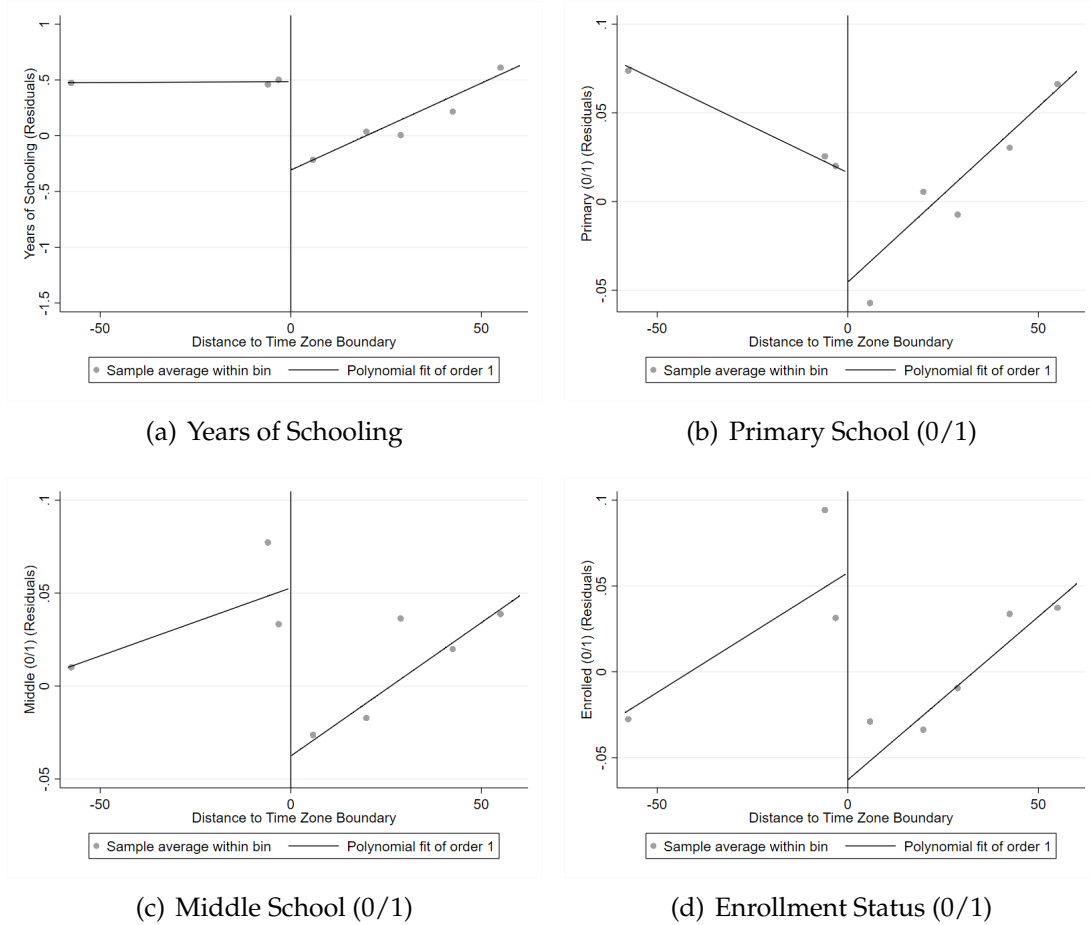 Years of Schooling (Residuals)
1
.5
0
-.5
-1
-1.5
-50 0 50
Distance to Time Zone Boundary
Sample average within bin Polynomial fit of order 1
(a) Years of Schooling
Primary (0/1) (Residuals)
.1
.05
0
-.05
-50 0 50
Distance to Time Zone Boundary
Sample average within bin Polynomial fit of order 1
(b) Primary School (0/1)
Middle (0/1) (Residuals)
.1
.05
0
-.05
-50 0 50
Distance to Time Zone Boundary
Sample average within bin Polynomial fit of order 1
(c) Middle School (0/1)
Enrolled (0/1) (Residuals)
.1
.05
0
-.05
-50 0 50
Distance to Time Zone Boundary
Sample average within bin Polynomial fit of order 1
(d) Enrollment Status (0/1)